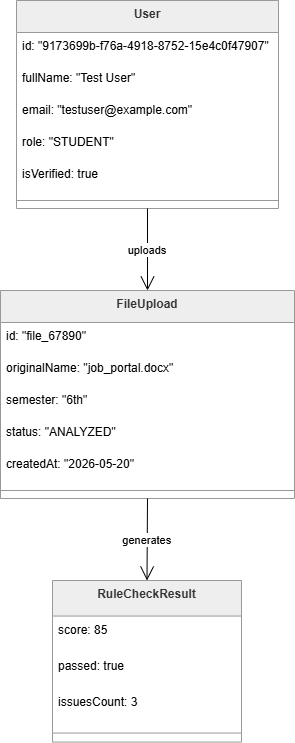 User
id: "9173699b-f76a-4918-8752-15e4c0f47907"
fullName: "Test User"
email: "testuser@example.com"
role: "STUDENT"
isVerified: true
uploads
FileUpload
id: "file_67890"
originalName: "job_portal.docx"
semester: "6th"
status: "ANALYZED"
createdAt: "2026-05-20"
generates
RuleCheckResult
score: 85
passed: true
issuesCount: 3